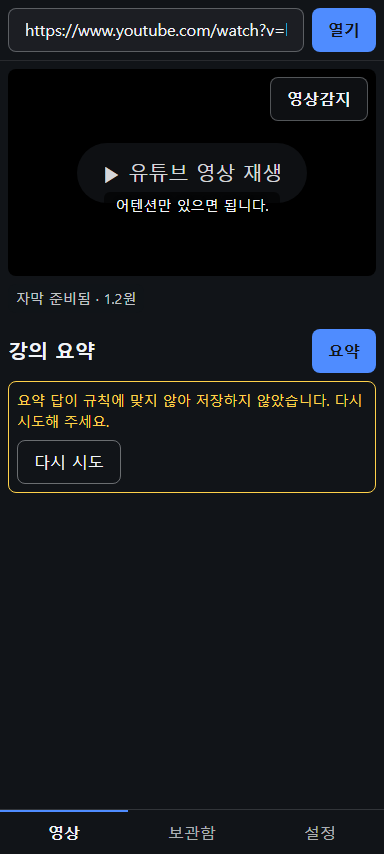 https://www.youtube.com/watch?v=
열기
영상감지
▶ 유튜브 영상 재생
어텐션만 있으면 됩니다.
자막 준비됨 · 1.2원
강의 요약
요약
요약 답이 규칙에 맞지 않아 저장하지 않았습니다. 다시
시도해 주세요.
다시 시도
영상
보관함
설정